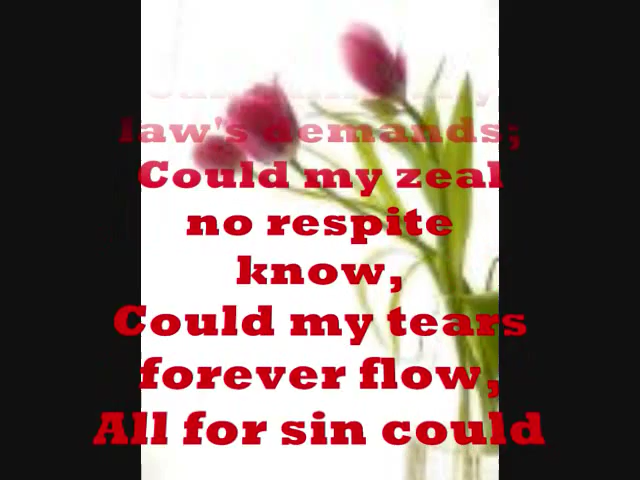 law's demands;
Could my zeal
no respite
know,
Could my tears
forever flow,
All for sin could